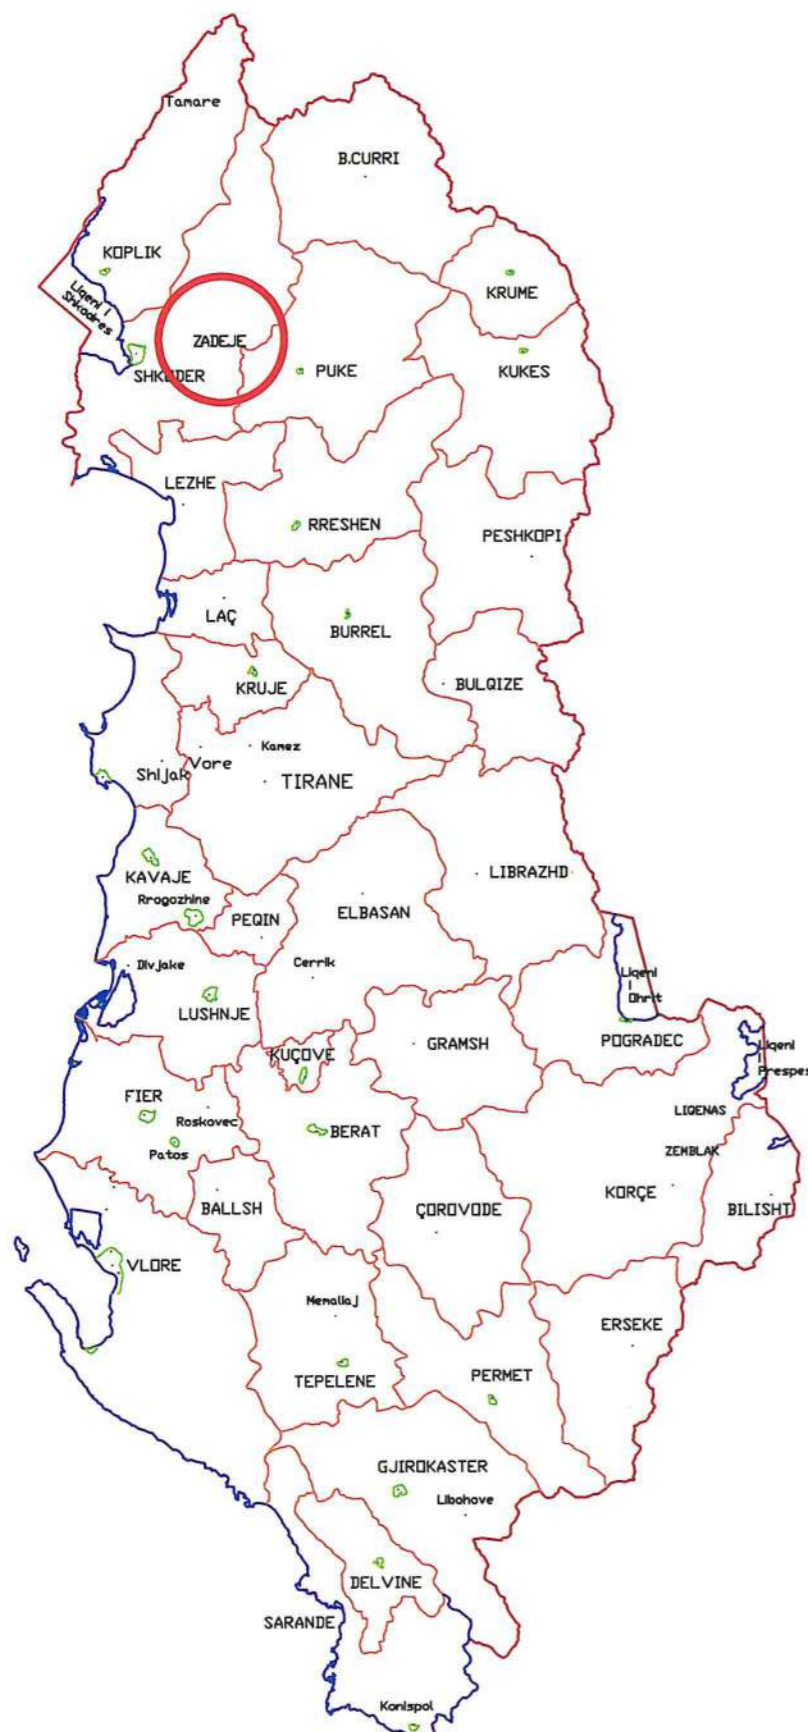 Tamare
B.CURRI
KOPLIK
Liqeni i
Shkodres
KRUME
ZADEJE
SHKODER
PUKE
KUKES
LEZHE
RRESHEN
PESHKOPI
LAÇ
BURREL
KRUJE
BULQIZE
Kamez
Vore
Shijak
TIRANE
LIBRAZHD
KAVAJE
Rrogozhine
PEQIN
ELBASAN
Divjake
Cerrik
Liqeni
i
Ohrit
LUSHNJE
KUÇOVE
GRAMSH
POGRADEC
Liqeni
i
Prespes
FIER
Roskovec
LIQENAS
Patos
BERAT
ZEMBLAK
BALLSH
ÇOROVODE
KORÇE
BILISHT
VLORE
Memaliaj
ERSEKE
TEPELENE
PERMET
GJIROKASTER
Libohove
DELVINE
SARANDE
Konispol